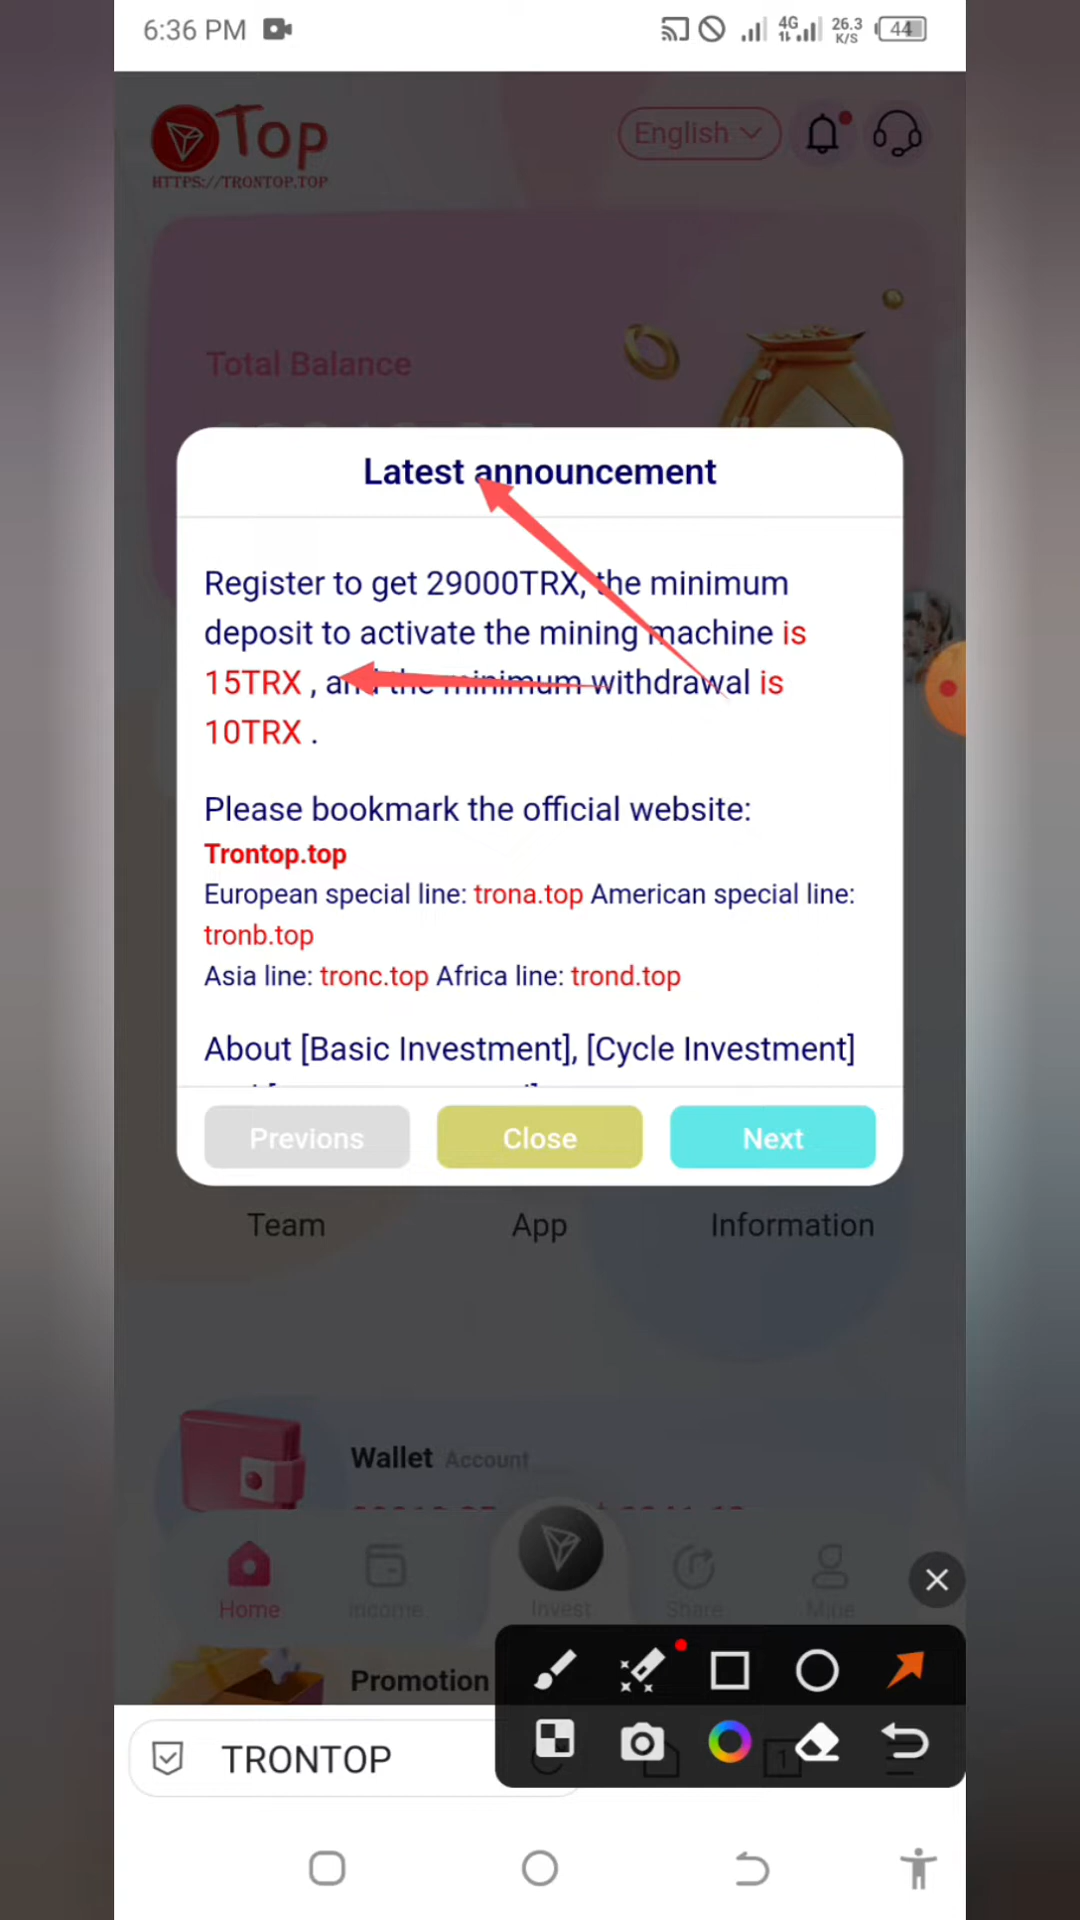 6:36 PM
4G
26.3
K/S
44
Top
HTTPS://TRONTOP.TOP
English
Total Balance
Latest announcement
Register to get 29000TRX, the minimum
deposit to activate the mining machine is
15TRX , and the minimum withdrawal is
10TRX .
Please bookmark the official website:
Trontop.top
European special line: trona.top American special line:
tronb.top
Asia line: tronc.top Africa line: trond.top
About [Basic Investment], [Cycle Investment]
Previons
Close
Next
Team
App
Information
Wallet Account
Home
Income
Invest
Share
Mine
Promotion
TRONTOP
1